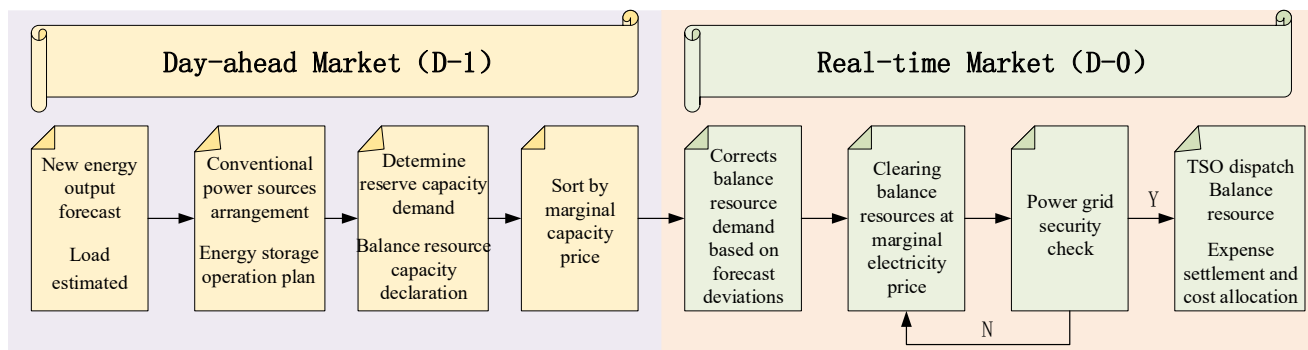 Day-ahead Market (D-1)
Real-time Market (D-0)
New energy
output
forecast
Load
estimated
Conventional
power sources
arrangement
Energy storage
operation plan
Determine
reserve capacity
demand
Balance resource
capacity
declaration
Sort by
marginal
capacity
price
Corrects
balance
resource
demand
based on
forecast
deviations
Clearing
balance
resources at
marginal
electricity
price
Power grid
security
check
Y
N
TSO dispatch
Balance
resource
Expense
settlement and
cost allocation